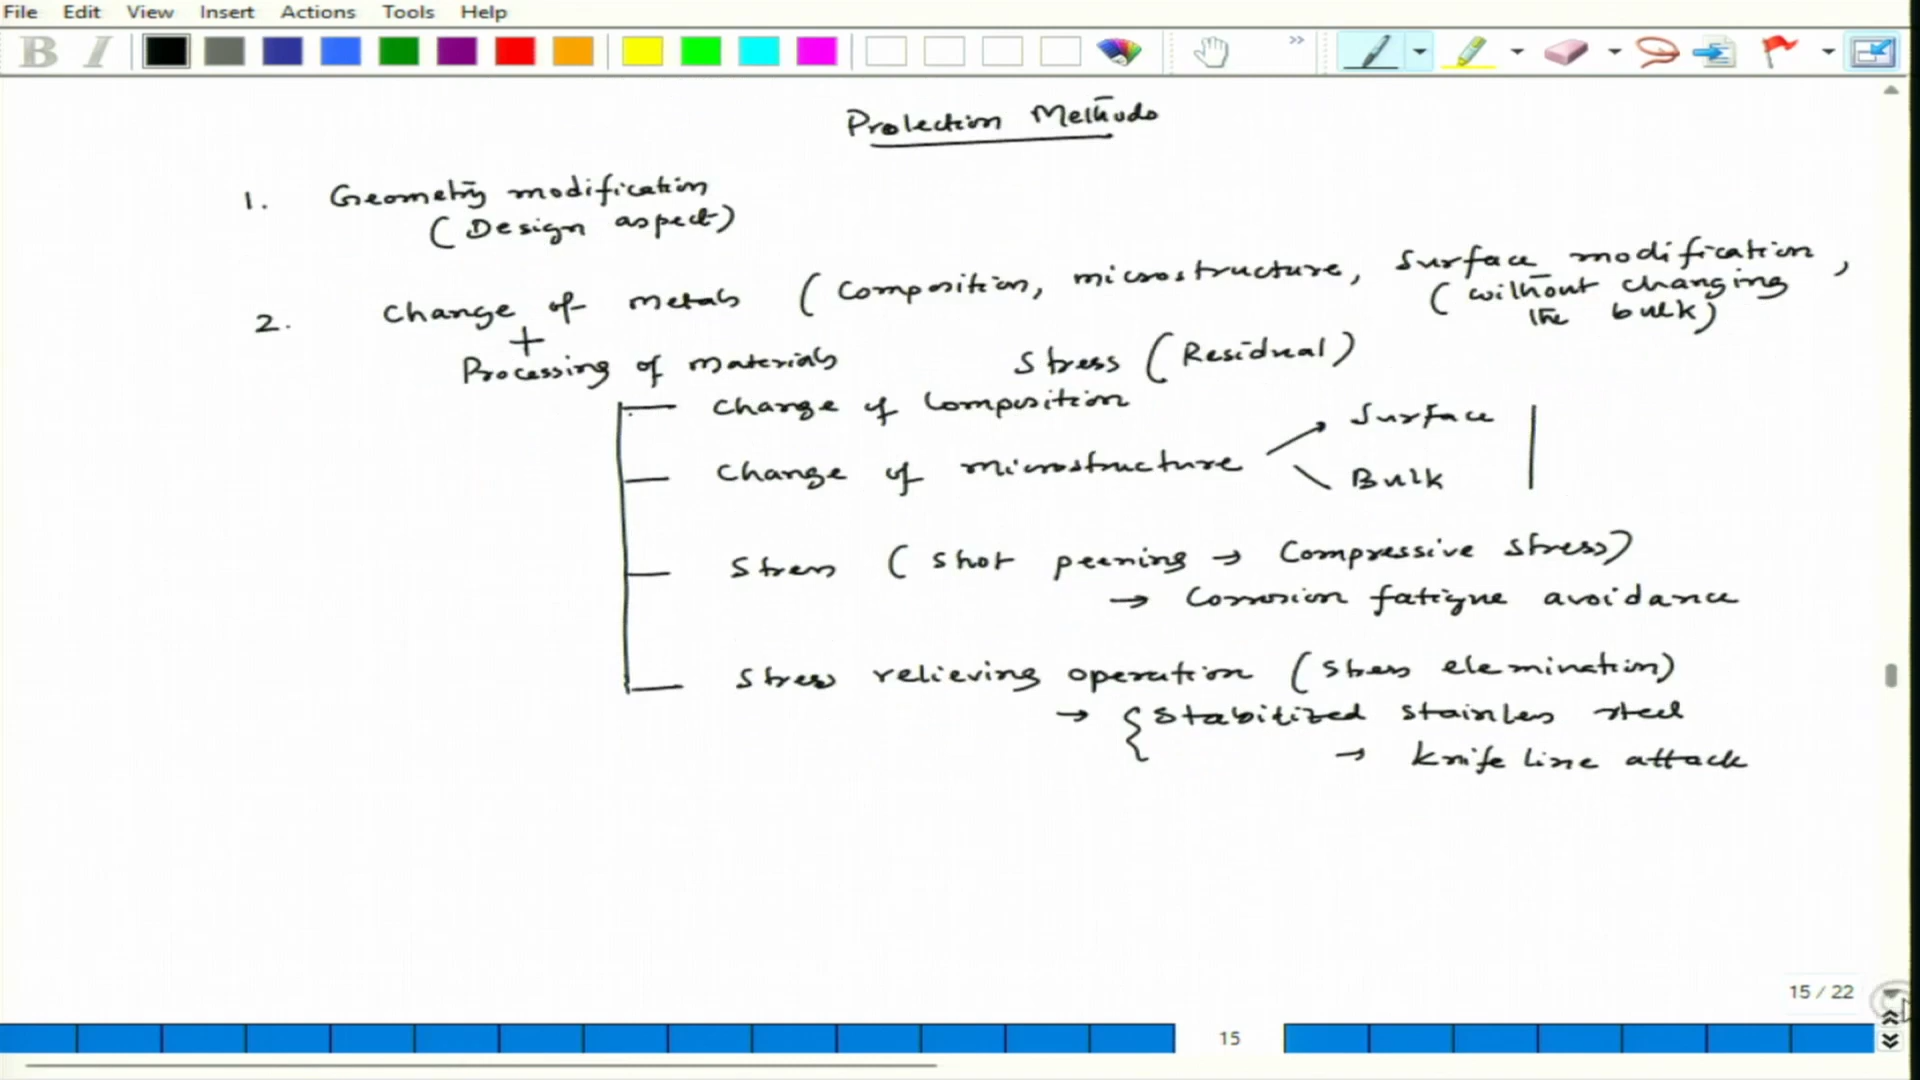 File Edit View Insert Actions Tools Help
B I
Protection Methods
1. Geometry modification
(Design aspect)
2. Change of metals (Composition, microstructure, Surface modification,
(without changing
the bulk)
+
Processing of materials Stress (Residual)
Change of Composition
Change of microstructure → Surface
Bulk
Stress (Shot peening → Compressive stress)
→ Corrosion fatigue avoidance
Stress relieving operation (Stress elemination)
→ { Stabilized stainless steel
→ Knife line attack
15 / 22
15